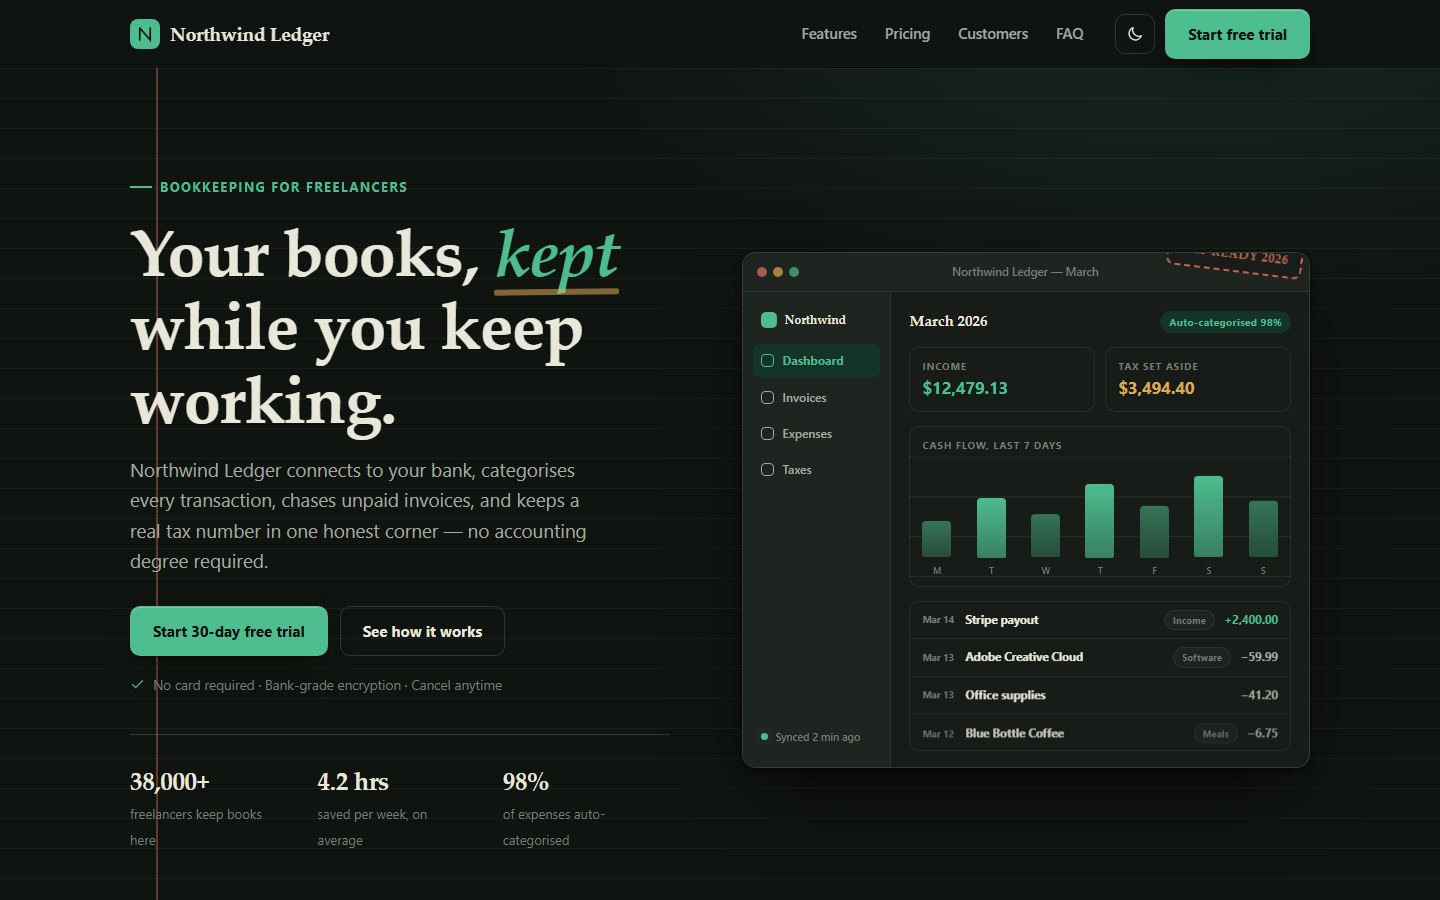 N Northwind Ledger
Features Pricing Customers FAQ Start free trial
BOOKKEEPING FOR FREELANCERS
Your books, kept
while you keep
working.
Northwind Ledger connects to your bank, categorises
every transaction, chases unpaid invoices, and keeps a
real tax number in one honest corner — no accounting
degree required.
Start 30-day free trial See how it works
No card required · Bank-grade encryption · Cancel anytime
38,000+
freelancers keep books
here
4.2 hrs
saved per week, on
average
98%
of expenses auto-
categorised
Northwind Ledger — March
READY 2026
Northwind
Dashboard
Invoices
Expenses
Taxes
Synced 2 min ago
March 2026
Auto-categorised 98%
INCOME
$12,479.13
TAX SET ASIDE
$3,494.40
CASH FLOW, LAST 7 DAYS
M T W T F S S
Mar 14 Stripe payout Income +2,400.00
Mar 13 Adobe Creative Cloud Software −59.99
Mar 13 Office supplies −41.20
Mar 12 Blue Bottle Coffee Meals −6.75